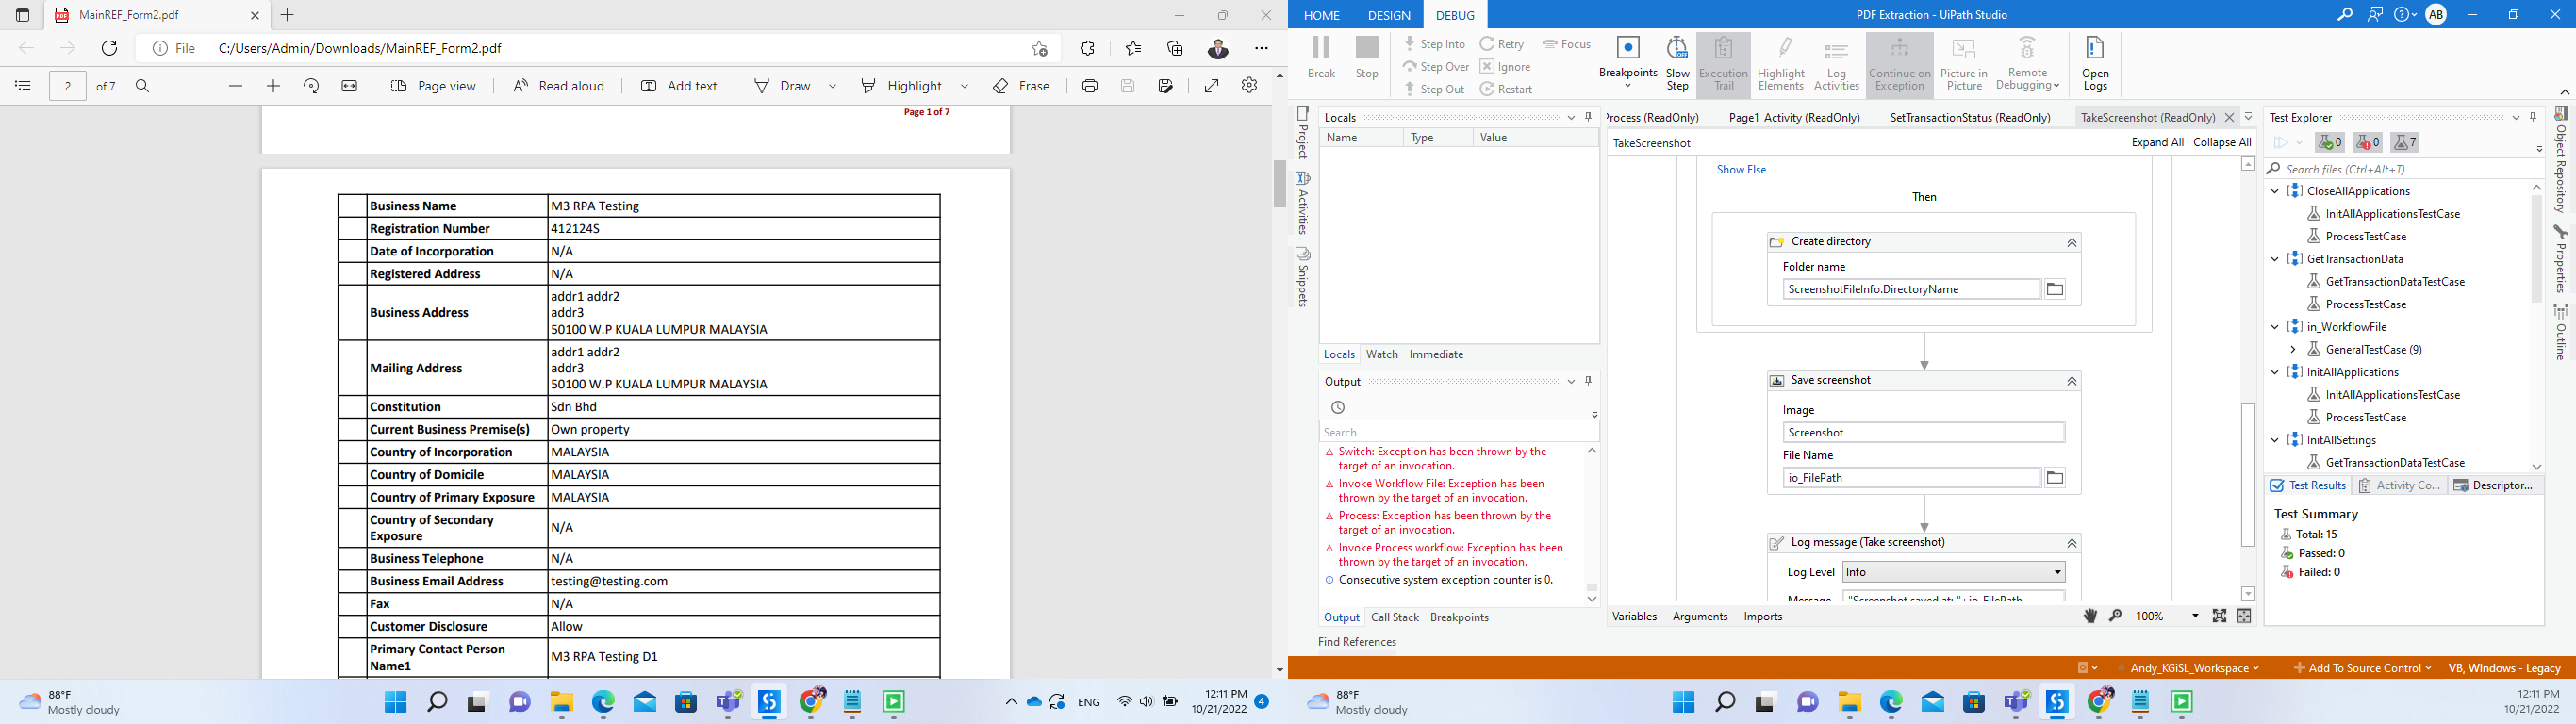 MainREF_Form2.pdf
File
C:/Users/Admin/Downloads/MainREF_Form2.pdf
2 of 7
Page view
Read aloud
Add text
Draw
Highlight
Erase
Page 1 of 7
Business Name M3 RPA Testing
Registration Number 412124S
Date of Incorporation N/A
Registered Address N/A
Business Address
addr1 addr2
addr3
50100 W.P KUALA LUMPUR MALAYSIA
Mailing Address
addr1 addr2
addr3
50100 W.P KUALA LUMPUR MALAYSIA
Constitution Sdn Bhd
Current Business Premise(s) Own property
Country of Incorporation MALAYSIA
Country of Domicile MALAYSIA
Country of Primary Exposure MALAYSIA
Country of Secondary
Exposure
N/A
Business Telephone N/A
Business Email Address testing@testing.com
Fax N/A
Customer Disclosure Allow
Primary Contact Person
Name1
M3 RPA Testing D1
88°F
Mostly cloudy
ENG
12:11 PM
10/21/2022
4
HOME DESIGN DEBUG
PDF Extraction - UiPath Studio
AB
Break
Stop
Step Into
Step Over
Step Out
Retry
Ignore
Restart
Focus
Breakpoints
Slow
Step
Execution
Trail
Highlight
Elements
Log
Activities
Continue on
Exception
Picture in
Picture
Remote
Debugging
Open
Logs
Project
Activities
Snippets
Locals
Name Type Value
Locals Watch Immediate
Output
Search
Switch: Exception has been thrown by the
target of an invocation.
Invoke Workflow File: Exception has been
thrown by the target of an invocation.
Process: Exception has been thrown by the
target of an invocation.
Invoke Process workflow: Exception has been
thrown by the target of an invocation.
Consecutive system exception counter is 0.
Output Call Stack Breakpoints
Find References
Process (ReadOnly) Page1_Activity (ReadOnly) SetTransactionStatus (ReadOnly) TakeScreenshot (ReadOnly)
TakeScreenshot
Expand All Collapse All
Show Else
Then
Create directory
Folder name
ScreenshotFileInfo.DirectoryName
Save screenshot
Image
Screenshot
File Name
io_FilePath
Log message (Take screenshot)
Log Level Info
Message "Screenshot saved at: "+io_FilePath
Variables Arguments Imports
100%
Test Explorer
0 0 7
Search files (Ctrl+Alt+T)
CloseAllApplications
InitAllApplicationsTestCase
ProcessTestCase
GetTransactionData
GetTransactionDataTestCase
ProcessTestCase
in_WorkflowFile
GeneralTestCase (9)
InitAllApplications
InitAllApplicationsTestCase
ProcessTestCase
InitAllSettings
GetTransactionDataTestCase
Test Results Activity Co... Descriptor...
Test Summary
Total: 15
Passed: 0
Failed: 0
Object Repository
Properties
Outline
Andy_KGiSL_Workspace
Add To Source Control
VB, Windows - Legacy
88°F
Mostly cloudy
12:11 PM
10/21/2022